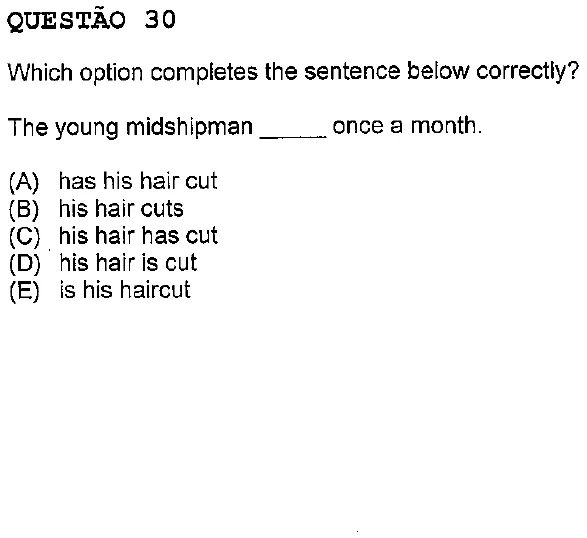 QUESTÃO 30
Which option completes the sentence below correctly?
The young midshipman _____ once a month.
(A) has his hair cut
(B) his hair cuts
(C) his hair has cut
(D) his hair is cut
(E) is his haircut